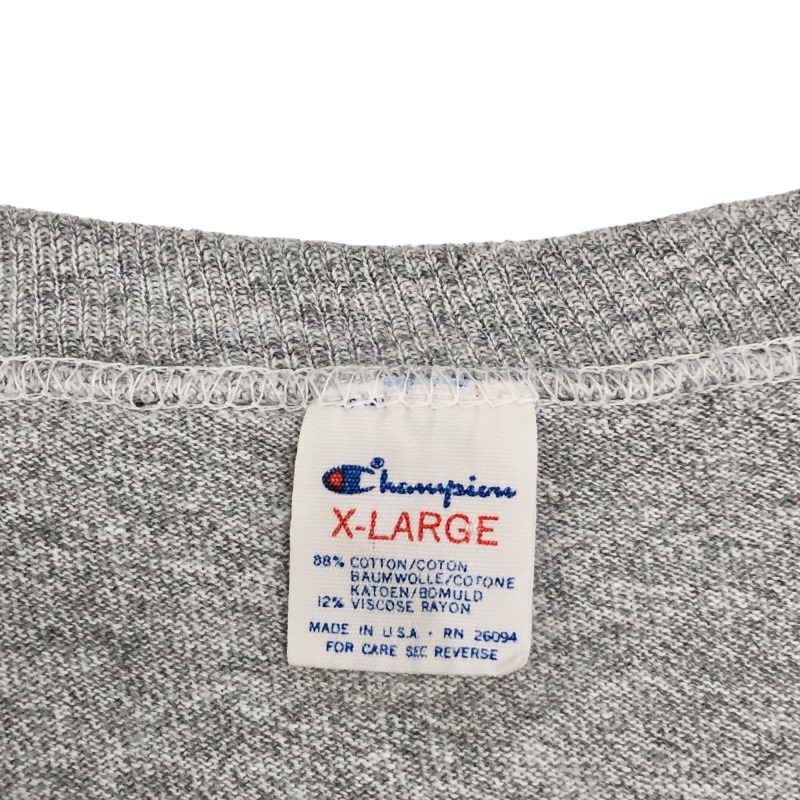 Champion®
X-LARGE
88% COTTON/COTON
BAUMWOLLE/COTONE
KATOEN/BOMULD
12% VISCOSE RAYON
MADE IN U.S.A. · RN 26094
FOR CARE SEE REVERSE